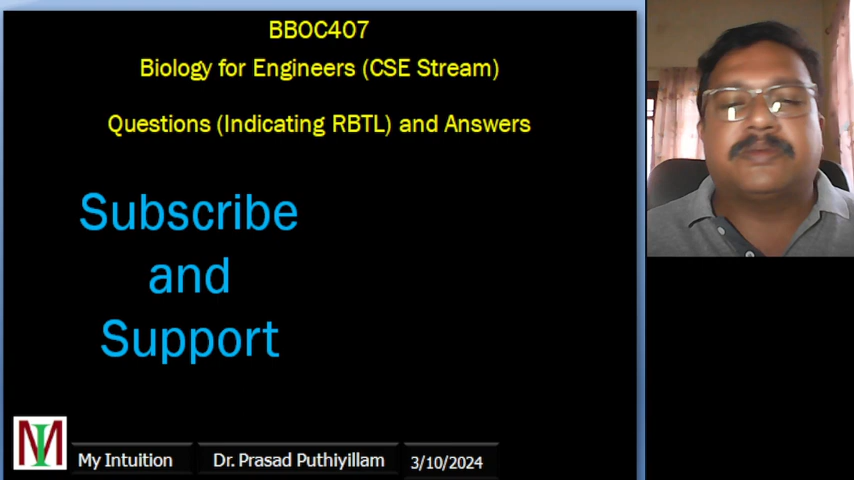 BBOC407
Biology for Engineers (CSE Stream)
Questions (Indicating RBTL) and Answers
Subscribe
and
Support
MI
My Intuition
Dr. Prasad Puthiyillam
3/10/2024